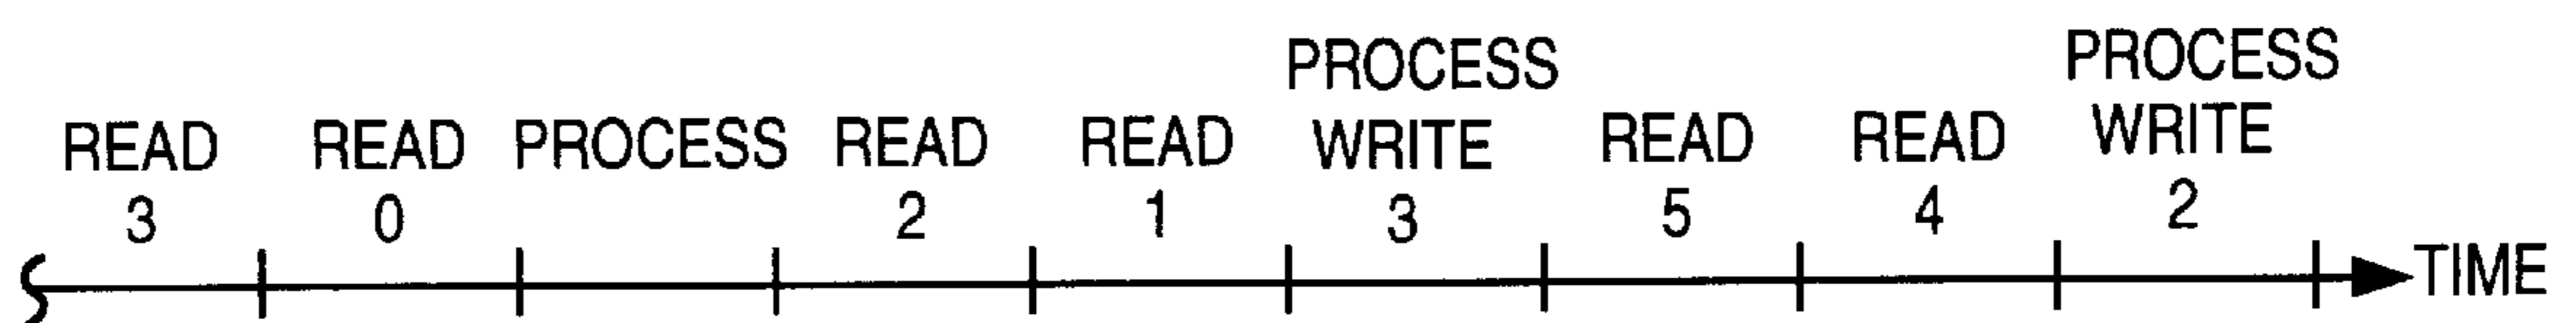 READ
3
READ
0
PROCESS
READ
2
READ
1
PROCESS
WRITE
3
READ
5
READ
4
PROCESS
WRITE
2
TIME